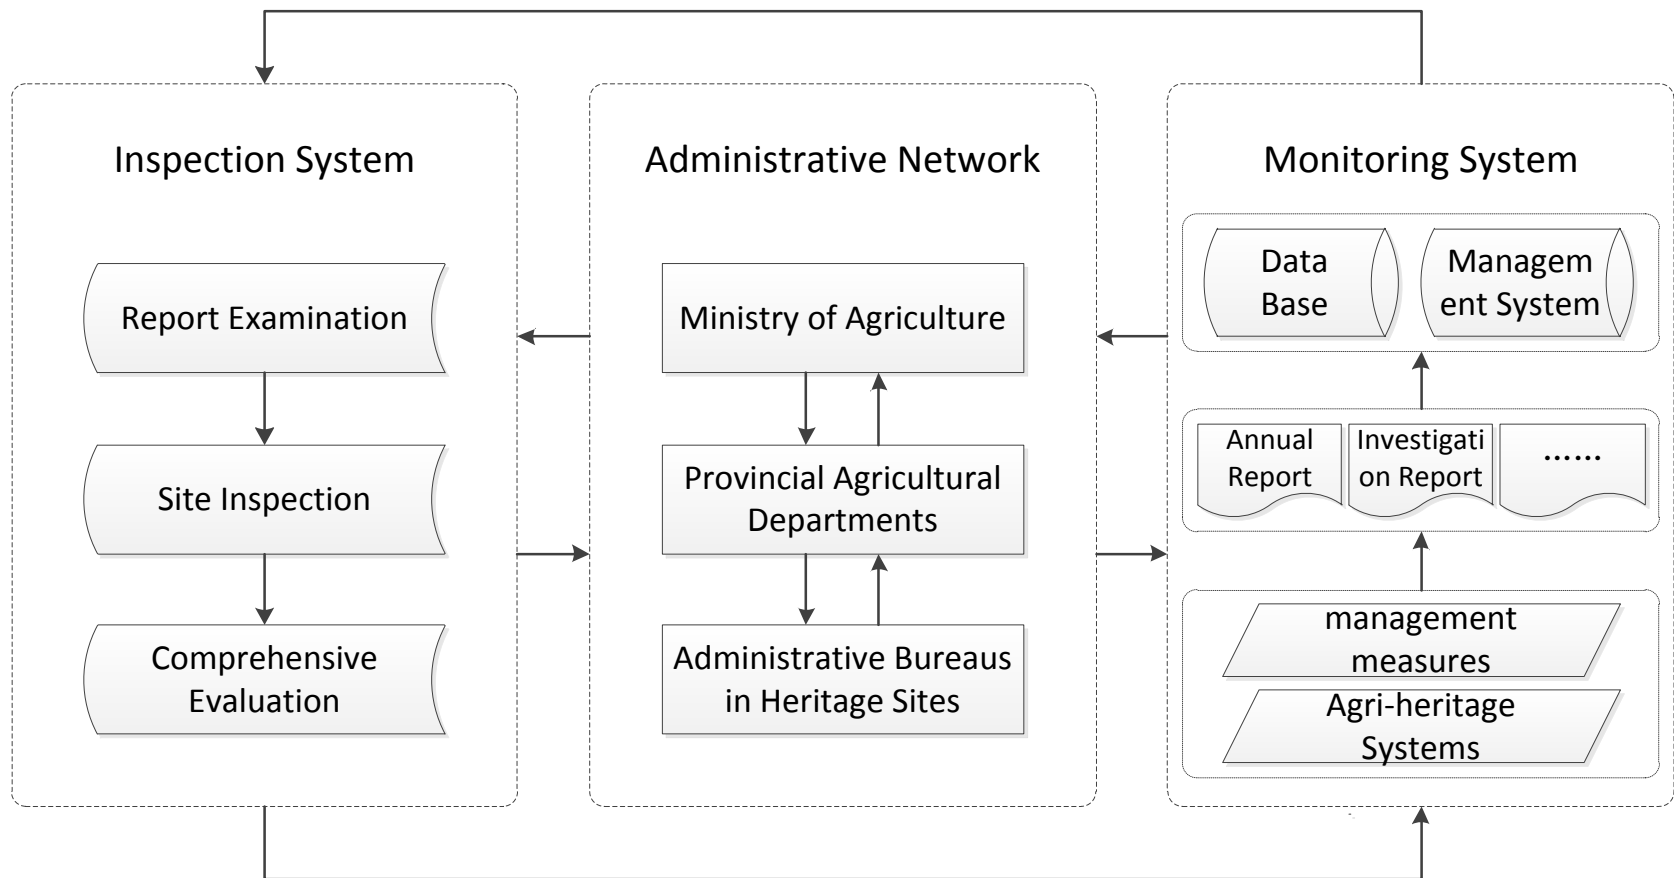 Inspection System
Report Examination
Site Inspection
Comprehensive
Evaluation
Administrative Network
Ministry of Agriculture
Provincial Agricultural
Departments
Administrative Bureaus
in Heritage Sites
Monitoring System
Data
Base
Managem
ent System
Annual
Report
Investigati
on Report
......
management
measures
Agri-heritage
Systems